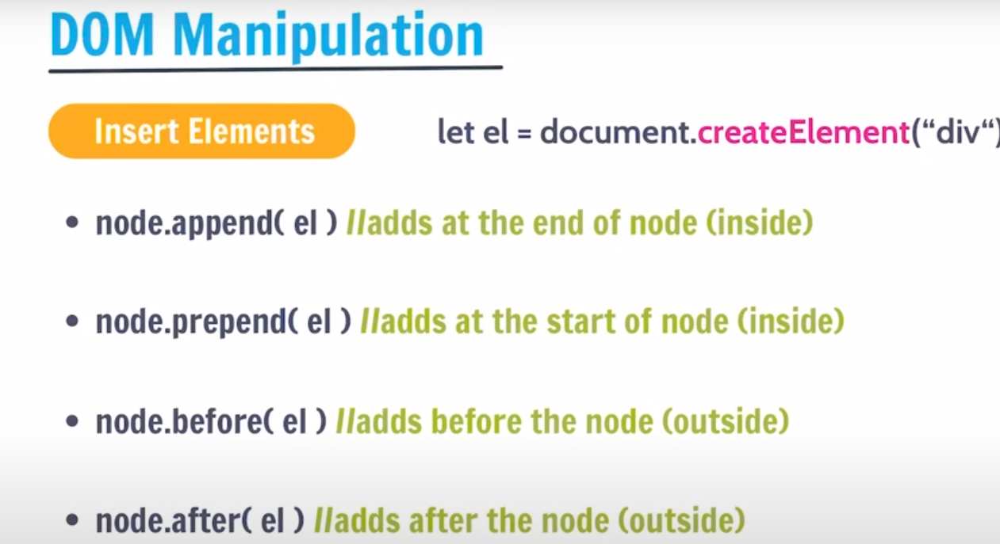 DOM Manipulation
Insert Elements
let el = document.createElement(“div“)
• node.append( el ) //adds at the end of node (inside)
• node.prepend( el ) //adds at the start of node (inside)
• node.before( el ) //adds before the node (outside)
• node.after( el ) //adds after the node (outside)